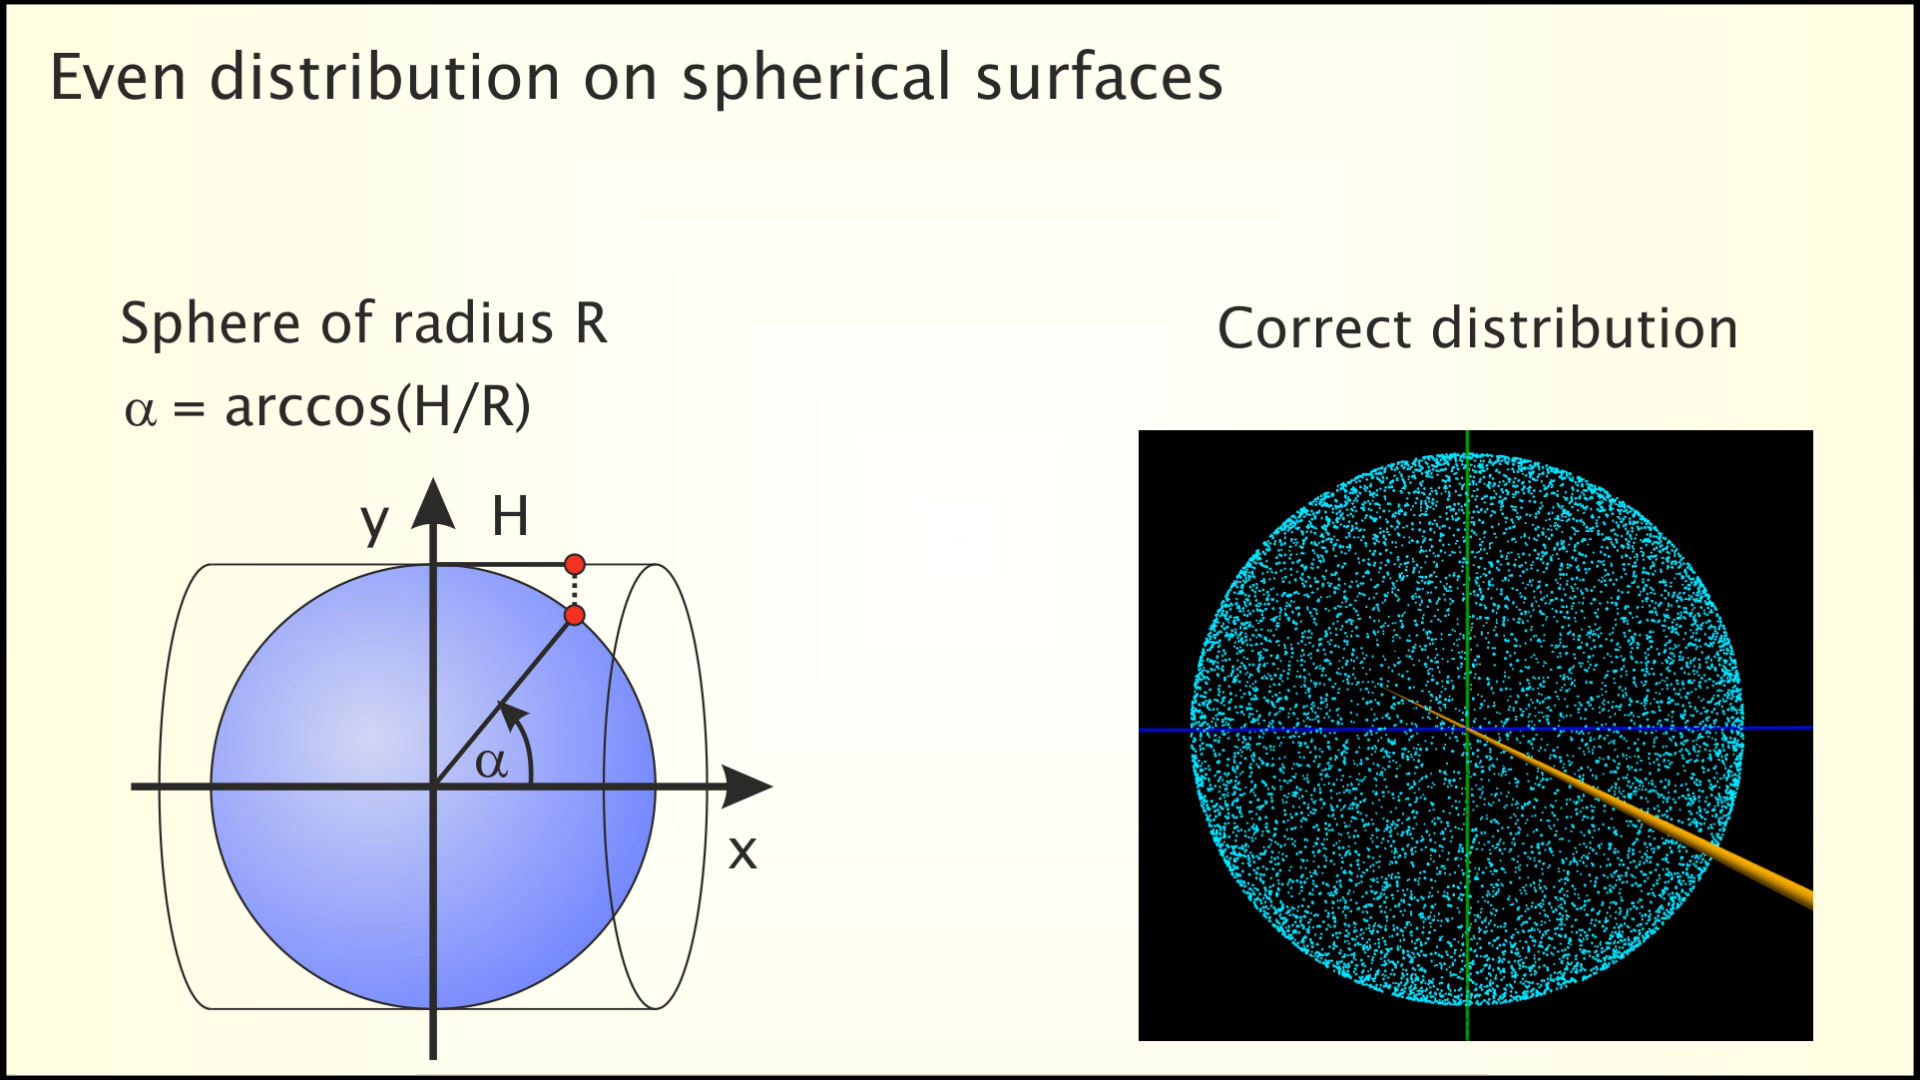 Even distribution on spherical surfaces
Sphere of radius R
α = arccos(H/R)
Correct distribution
y
H
α
x